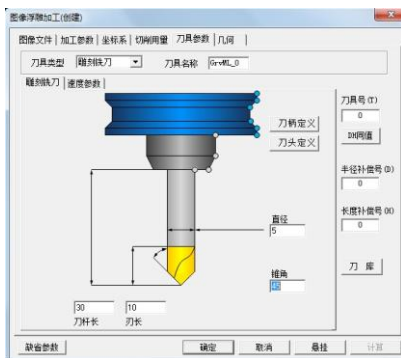 图像浮雕加工(创建)
图像文件 加工参数 坐标系 切削用量 刀具参数 几何
刀具类型 雕刻铣刀 刀具名称 GrvML_0
雕刻铣刀 速度参数
刀柄定义
刀头定义
直径
5
锥角
45
30 10
刀杆长 刃长
刀具号(T)
0
DH同值
半径补偿号(D)
0
长度补偿号(H)
0
刀 库
缺省参数 确定 取消 悬挂 计算